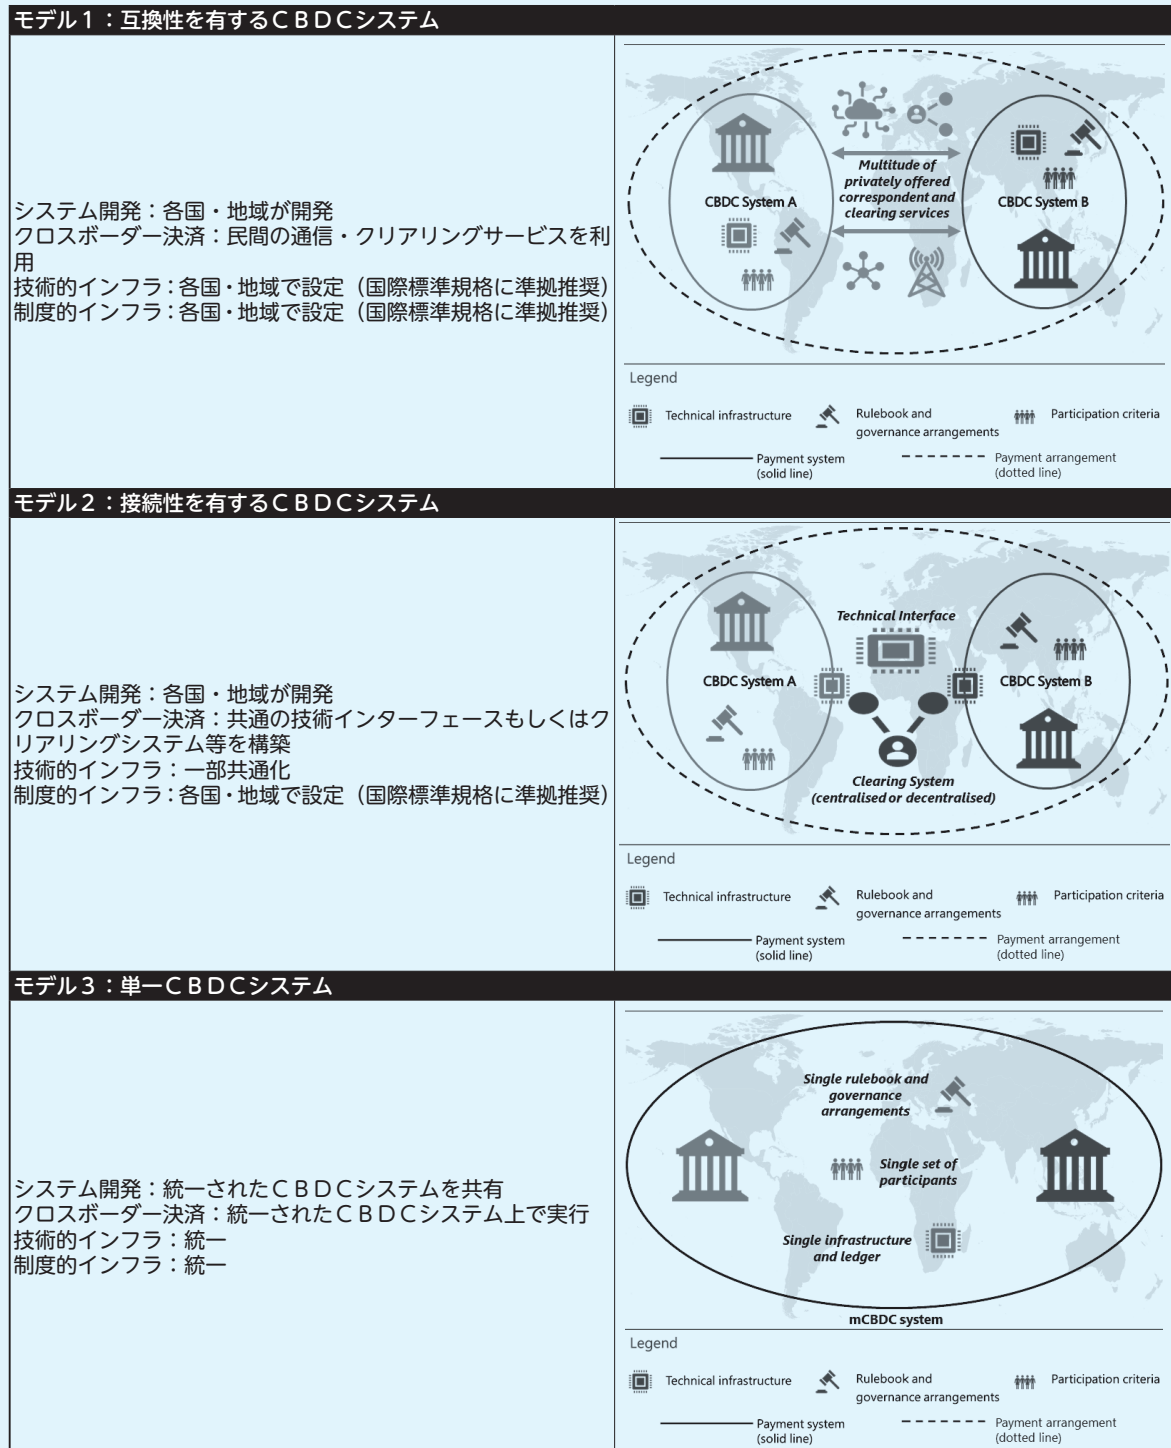 モデル１：互換性を有するＣＢＤＣシステム
システム開発：各国・地域が開発
クロスボーダー決済：民間の通信・クリアリングサービスを利
用
技術的インフラ：各国・地域で設定（国際標準規格に準拠推奨）
制度的インフラ：各国・地域で設定（国際標準規格に準拠推奨）
Multitude of
privately offered
correspondent and
clearing services
CBDC System A
CBDC System B
Legend
Technical infrastructure
Rulebook and
governance arrangements
Participation criteria
Payment system
(solid line)
Payment arrangement
(dotted line)
モデル２：接続性を有するＣＢＤＣシステム
システム開発：各国・地域が開発
クロスボーダー決済：共通の技術インターフェースもしくはク
リアリングシステム等を構築
技術的インフラ：一部共通化
制度的インフラ：各国・地域で設定（国際標準規格に準拠推奨）
Technical Interface
CBDC System A
CBDC System B
Clearing System
(centralised or decentralised)
Legend
Technical infrastructure
Rulebook and
governance arrangements
Participation criteria
Payment system
(solid line)
Payment arrangement
(dotted line)
モデル３：単一ＣＢＤＣシステム
システム開発：統一されたＣＢＤＣシステムを共有
クロスボーダー決済：統一されたＣＢＤＣシステム上で実行
技術的インフラ：統一
制度的インフラ：統一
Single rulebook and
governance
arrangements
Single set of
participants
Single infrastructure
and ledger
mCBDC system
Legend
Technical infrastructure
Rulebook and
governance arrangements
Participation criteria
Payment system
(solid line)
Payment arrangement
(dotted line)